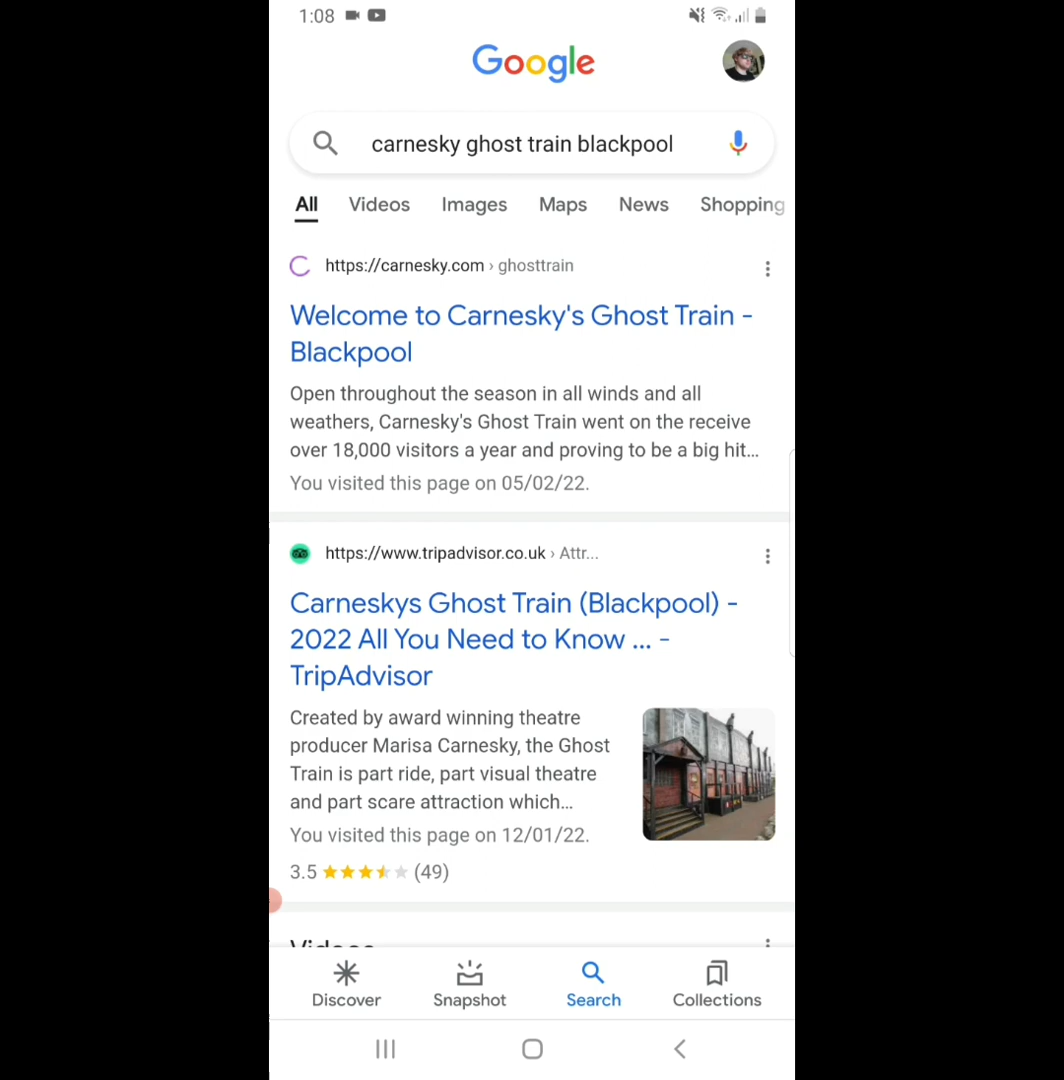 1:08
Google
carnesky ghost train blackpool
All Videos Images Maps News Shopping
https://carnesky.com › ghosttrain
Welcome to Carnesky's Ghost Train -
Blackpool
Open throughout the season in all winds and all
weathers, Carnesky's Ghost Train went on the receive
over 18,000 visitors a year and proving to be a big hit...
You visited this page on 05/02/22.
https://www.tripadvisor.co.uk › Attr...
Carneskys Ghost Train (Blackpool) -
2022 All You Need to Know ... -
TripAdvisor
Created by award winning theatre
producer Marisa Carnesky, the Ghost
Train is part ride, part visual theatre
and part scare attraction which...
You visited this page on 12/01/22.
3.5 (49)
Videos
Discover Snapshot Search Collections